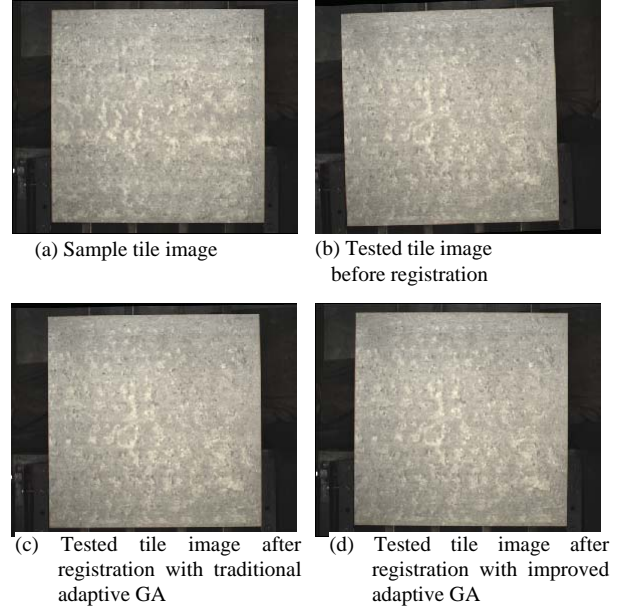 (a) Sample tile image
(b) Tested tile image
before registration
(c) Tested tile image after
registration with traditional
adaptive GA
(d) Tested tile image after
registration with improved
adaptive GA